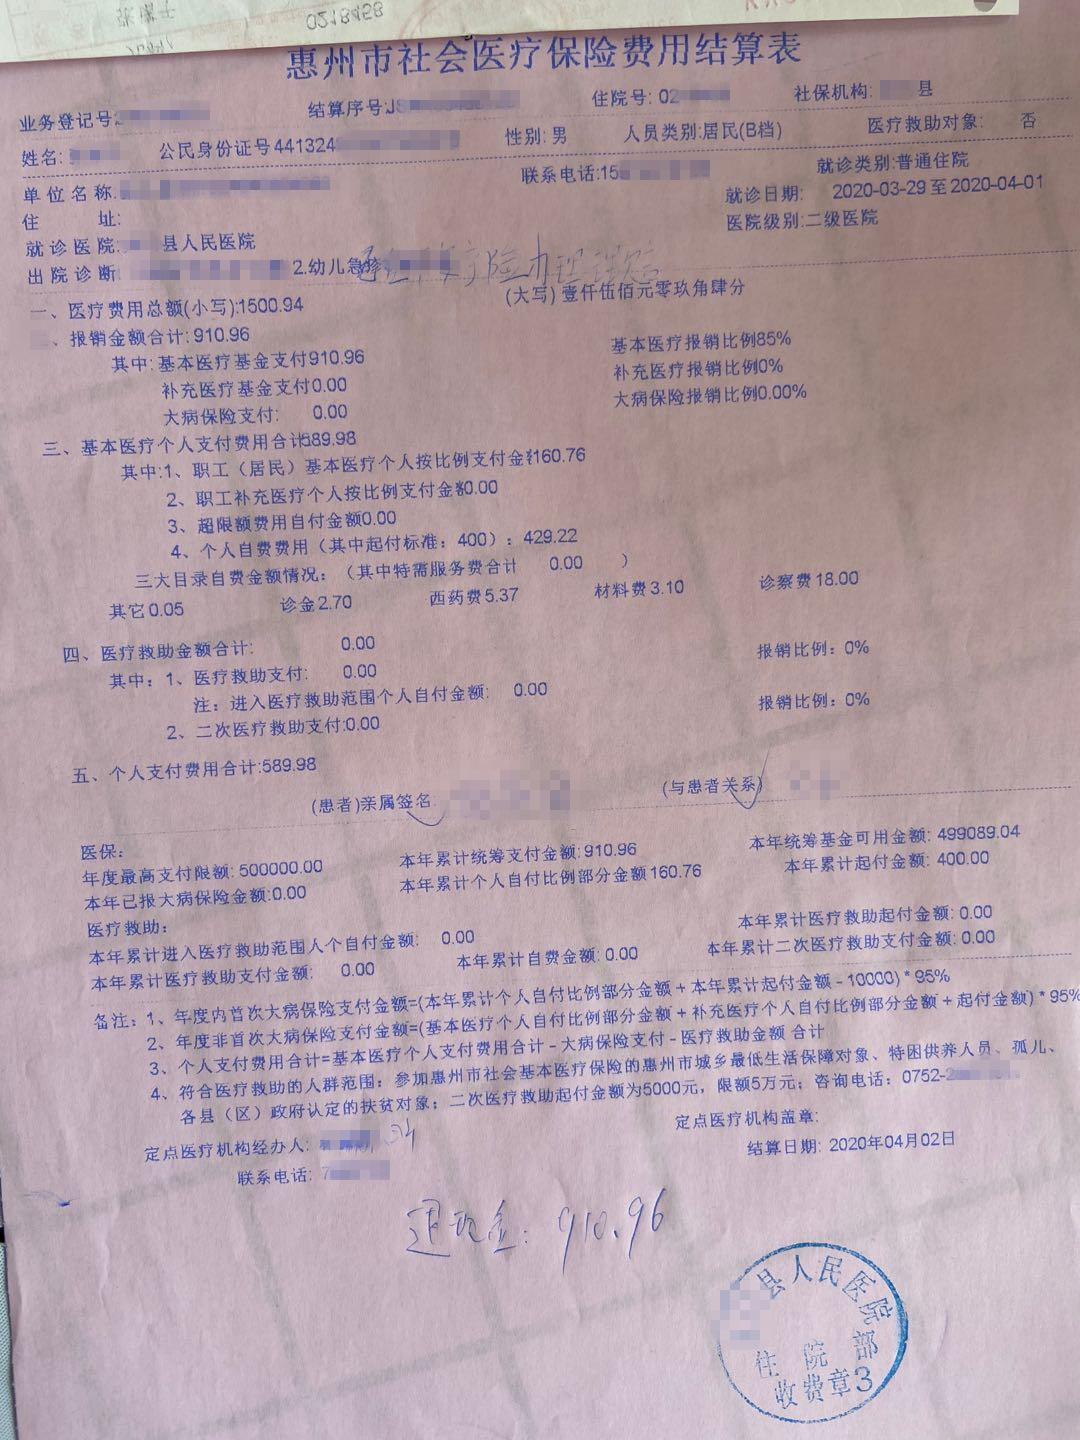 0218458
惠州市社会医疗保险费用结算表
业务登记号: 结算序号:JS 住院号: 02 社保机构: 县
姓名: 公民身份证号441324 性别:男 人员类别:居民(B档) 医疗救助对象: 否
单位名称: 联系电话:15 就诊类别:普通住院
住 址: 就诊日期: 2020-03-29至2020-04-01
就诊医院: 县人民医院 医院级别:二级医院
出院诊断 2.幼儿急疹 险办理
一、医疗费用总额(小写):1500.94 (大写) 壹仟伍佰元零玖角肆分
、报销金额合计:910.96
其中:基本医疗基金支付910.96 基本医疗报销比例85%
补充医疗基金支付0.00 补充医疗报销比例0%
大病保险支付: 0.00 大病保险报销比例0.00%
三、基本医疗个人支付费用合计589.98
其中:1、职工（居民）基本医疗个人按比例支付金额160.76
2、职工补充医疗个人按比例支付金额0.00
3、超限额费用自付金额0.00
4、个人自费费用（其中起付标准：400）：429.22
三大目录自费金额情况：（其中特需服务费合计 0.00 ）
其它0.05 诊金2.70 西药费5.37 材料费3.10 诊察费18.00
四、医疗救助金额合计: 0.00 报销比例：0%
其中：1、医疗救助支付: 0.00
注：进入医疗救助范围个人自付金额: 0.00 报销比例：0%
2、二次医疗救助支付:0.00
五、个人支付费用合计:589.98
(患者)亲属签名 (与患者关系)
医保：
年度最高支付限额: 500000.00 本年累计统筹支付金额:910.96 本年统筹基金可用金额: 499089.04
本年已报大病保险金额:0.00 本年累计个人自付比例部分金额160.76 本年累计起付金额: 400.00
医疗救助：
本年累计进入医疗救助范围人个自付金额: 0.00 本年累计医疗救助起付金额: 0.00
本年累计医疗救助支付金额: 0.00 本年累计自费金额: 0.00 本年累计二次医疗救助支付金额: 0.00
备注：1、年度内首次大病保险支付金额=(本年累计个人自付比例部分金额+本年累计起付金额-10000)*95%
2、年度非首次大病保险支付金额=(基本医疗个人自付比例部分金额+补充医疗个人自付比例部分金额+起付金额)*95%
3、个人支付费用合计=基本医疗个人支付费用合计-大病保险支付-医疗救助金额 合计
4、符合医疗救助的人群范围：参加惠州市社会基本医疗保险的惠州市城乡最低生活保障对象、特困供养人员、孤儿、
各县（区）政府认定的扶贫对象；二次医疗救助起付金额为5000元，限额5万元；咨询电话：0752-2
定点医疗机构经办人: 定点医疗机构盖章:
联系电话: 7 结算日期: 2020年04月02日
退现金：910.96
县人民医院
住院部
收费章3